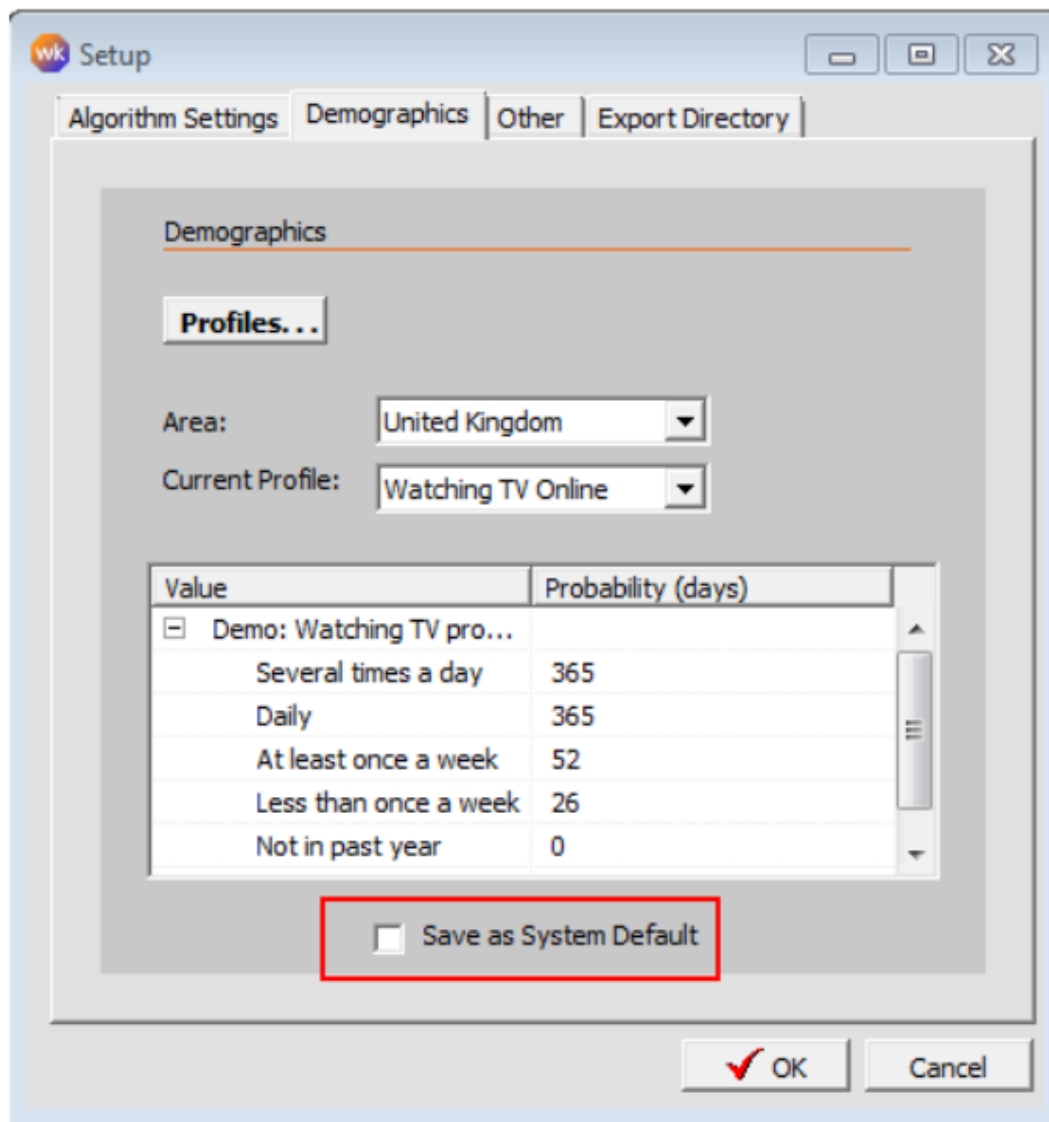 wk Setup
Algorithm Settings Demographics Other Export Directory
Demographics
Profiles...
Area: United Kingdom
Current Profile: Watching TV Online
Value Probability (days)
Demo: Watching TV pro...
Several times a day 365
Daily 365
At least once a week 52
Less than once a week 26
Not in past year 0
Save as System Default
OK Cancel